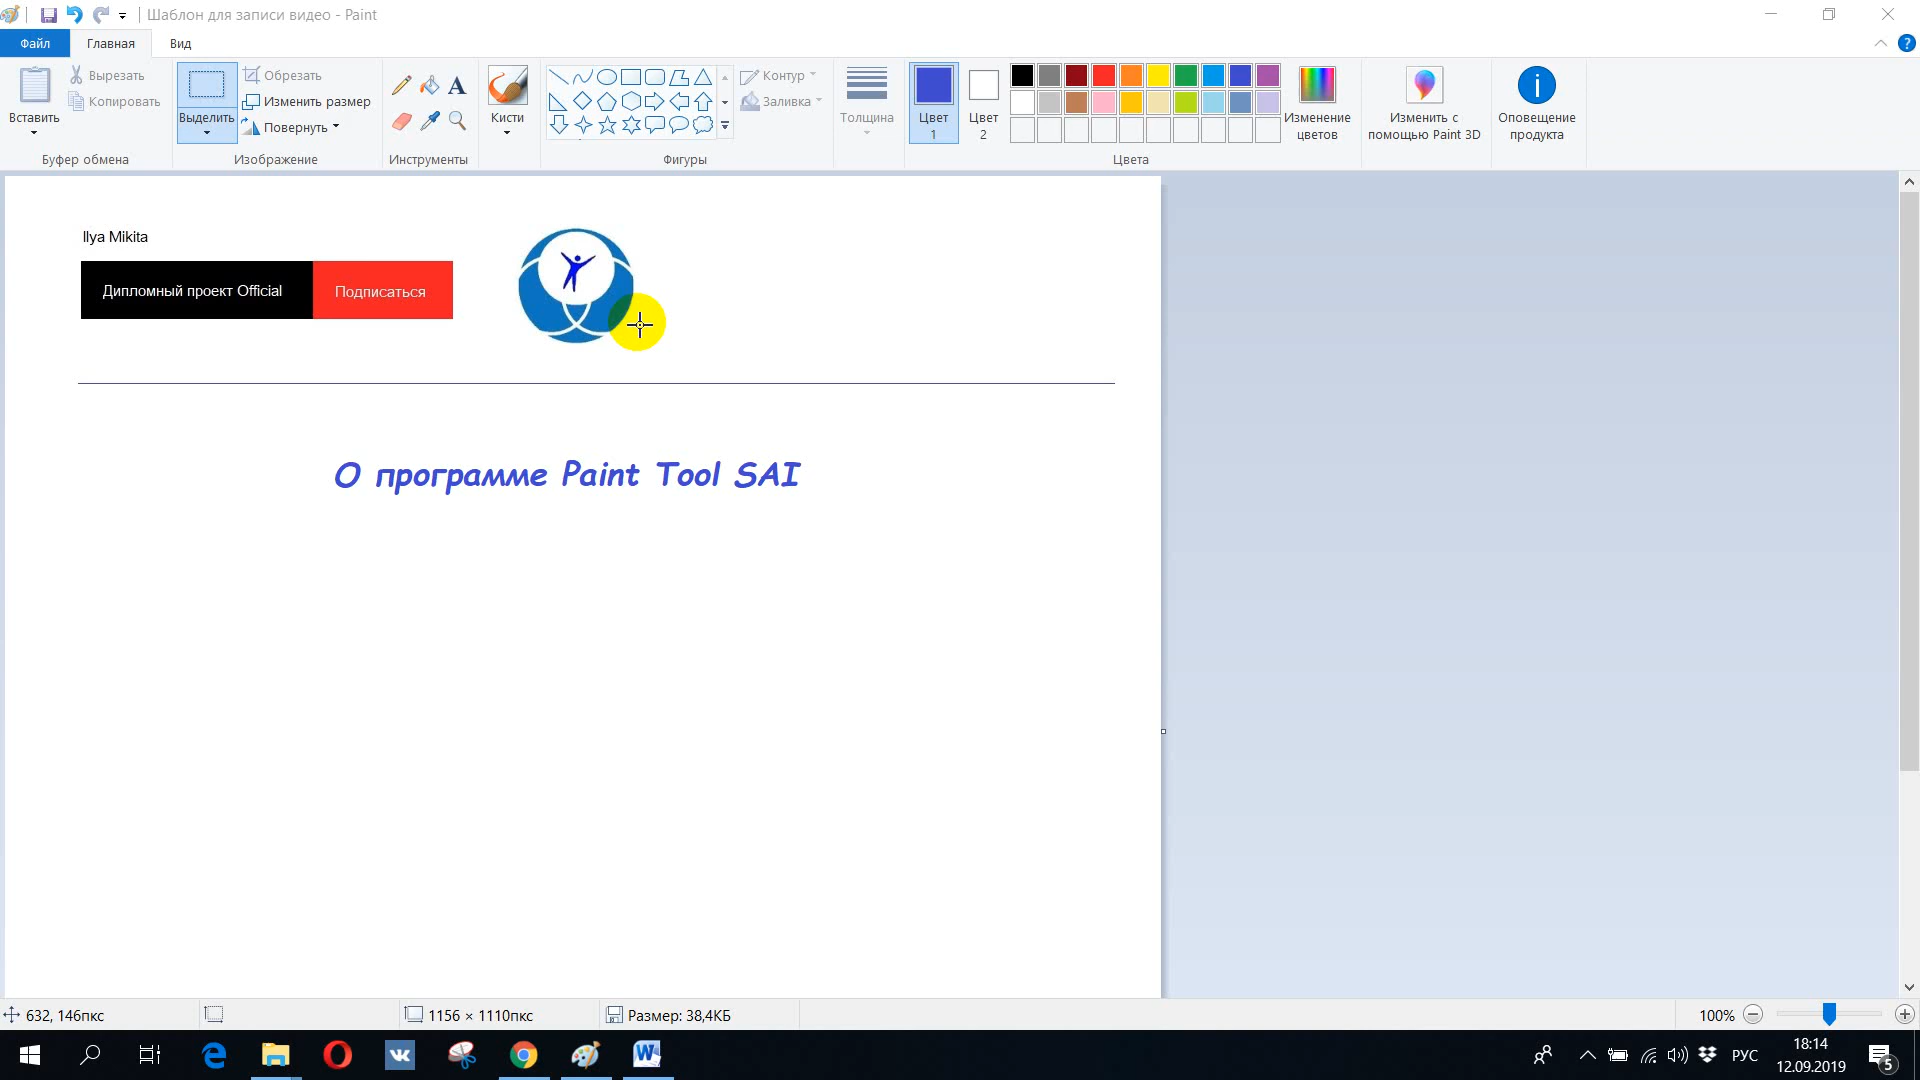 Шаблон для записи видео - Paint
Файл
Главная
Вид
Вставить
Вырезать
Копировать
Буфер обмена
Выделить
Обрезать
Изменить размер
Повернуть
Изображение
A
Инструменты
Кисти
Контур
Заливка
Фигуры
Толщина
Цвет 1
Цвет 2
Изменение цветов
Цвета
Изменить с помощью Paint 3D
Оповещение продукта
Ilya Mikita
Дипломный проект Official
Подписаться
О программе Paint Tool SAI
632, 146пкс
1156 × 1110пкс
Размер: 38,4КБ
100%
РУС
18:14
12.09.2019
5